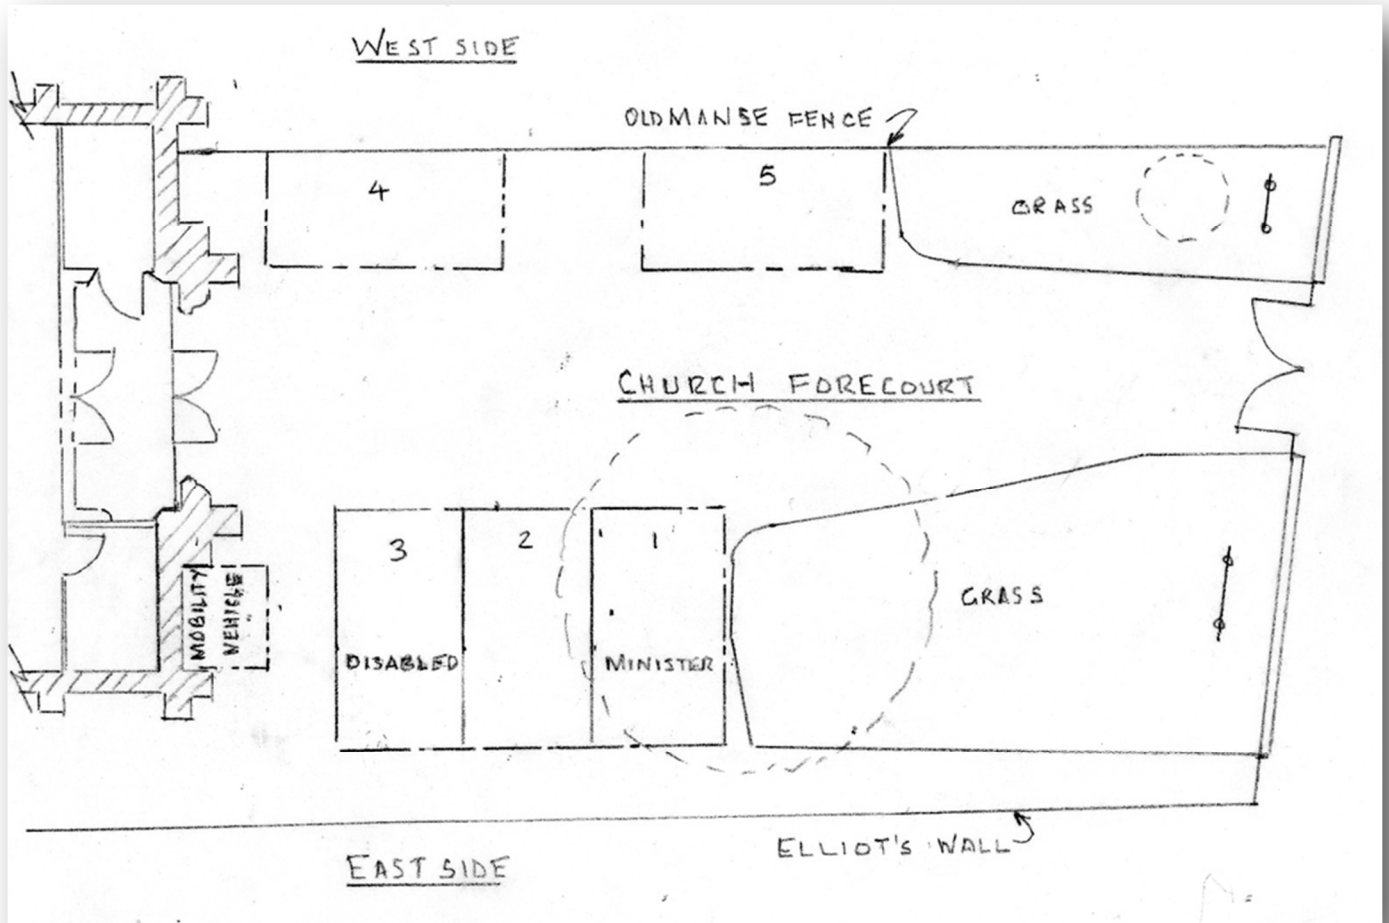 WEST SIDE
OLD MANSE FENCE
4
5
GRASS
CHURCH FORECOURT
3
2
1
MOBILITY
VEHICLE
DISABLED
MINISTER
GRASS
ELLIOT'S WALL
EAST SIDE